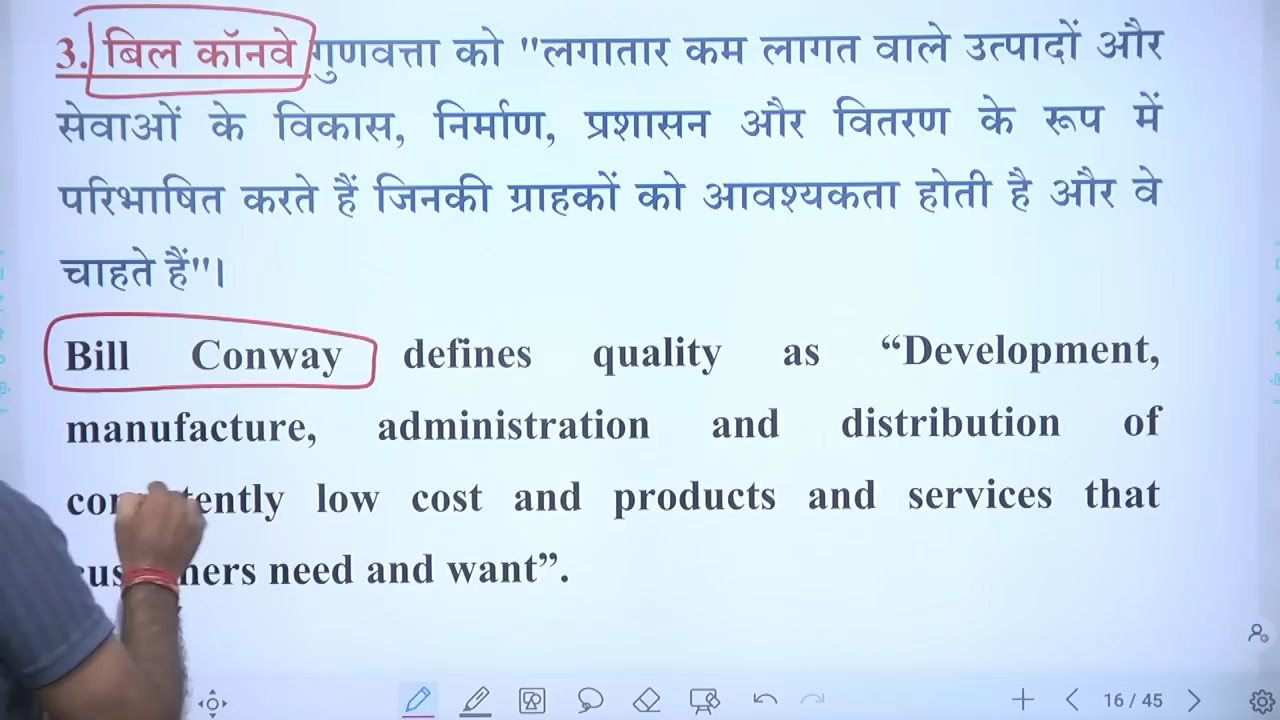 3. बिल कॉनवे गुणवत्ता को "लगातार कम लागत वाले उत्पादों और
सेवाओं के विकास, निर्माण, प्रशासन और वितरण के रूप में
परिभाषित करते हैं जिनकी ग्राहकों को आवश्यकता होती है और वे
चाहते हैं"।
Bill Conway defines quality as “Development,
manufacture, administration and distribution of
low cost and products and services that
need and want”.
16 / 45